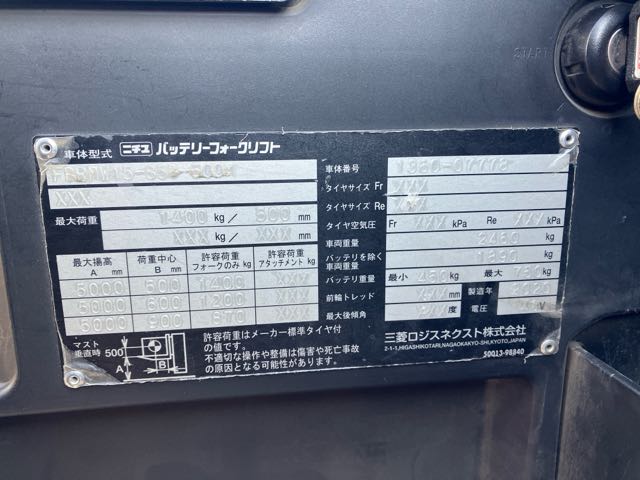 START
ニチユ バッテリーフォークリフト
車体型式
XXX
最大荷重 1400 kg / 500 mm
XXX kg / XXX mm
最大揚高 A mm 荷重中心 B mm 許容荷重 フォークのみ kg 許容荷重 アタッチメント kg
5000 500 1400 XXX
5000 600 1200 XXX
5000 900 870 XXX
マスト垂直時 500 A B
許容荷重はメーカー標準タイヤ付
の値です。
不適切な操作や整備は傷害や死亡事故
の原因となる可能性があります。
車体番号
タイヤサイズ Fr XXX
タイヤサイズ Re XXX
タイヤ空気圧 Fr XXX kPa Re XXX kPa
車両重量 2480 kg
バッテリを除く車両重量 kg
バッテリ重量 最小 kg 最大 kg
前輪トレッド mm 製造年
最大後傾角 度 電圧 V
三菱ロジスネクスト株式会社
2-1-1,HIGASHIKOTARI,NAGAOKAKYO-SHI,KYOTO,JAPAN
50013-98840